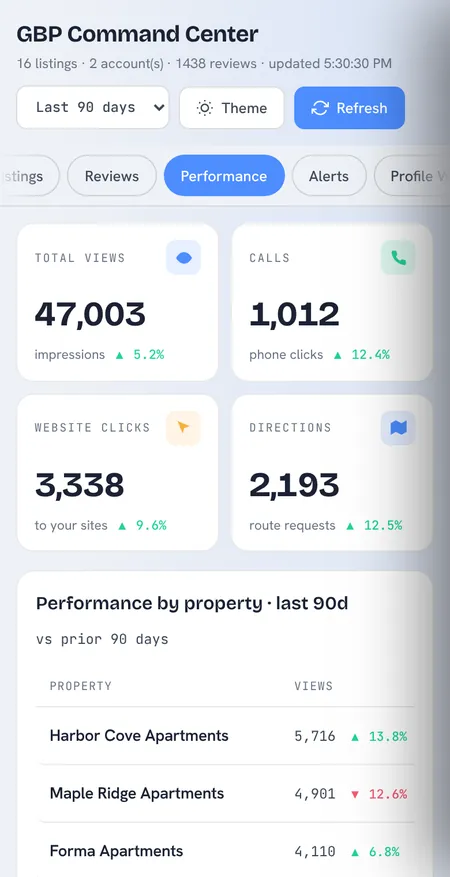 GBP Command Center
16 listings · 2 account(s) · 1438 reviews · updated 5:30:30 PM
Last 90 days
Theme
Refresh
stings
Reviews
Performance
Alerts
Profile
TOTAL VIEWS
47,003
impressions ▲ 5.2%
CALLS
1,012
phone clicks ▲ 12.4%
WEBSITE CLICKS
3,338
to your sites ▲ 9.6%
DIRECTIONS
2,193
route requests ▲ 12.5%
Performance by property · last 90d
vs prior 90 days
PROPERTY VIEWS
Harbor Cove Apartments 5,716 ▲ 13.8%
Maple Ridge Apartments 4,901 ▼ 12.6%
Forma Apartments 4,110 ▲ 6.8%